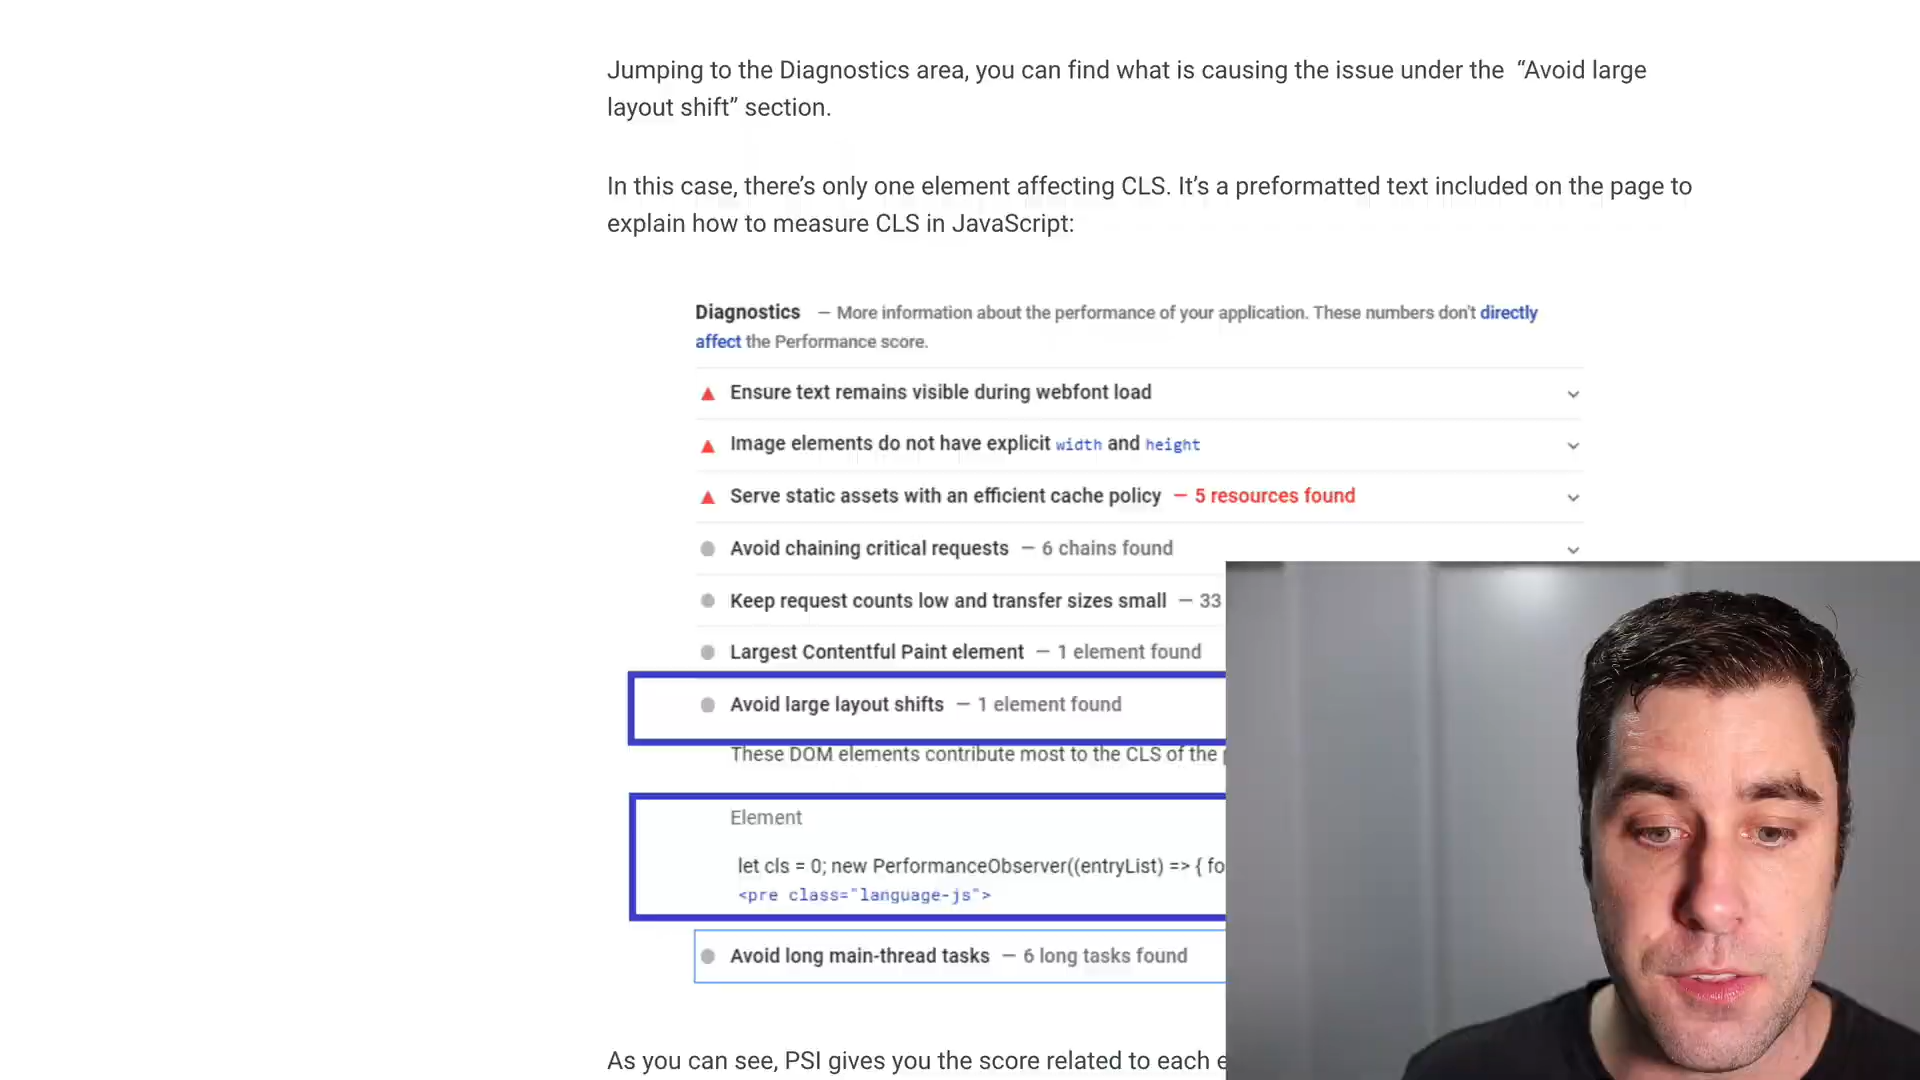 Jumping to the Diagnostics area, you can find what is causing the issue under the “Avoid large
layout shift” section.
In this case, there’s only one element affecting CLS. It’s a preformatted text included on the page to
explain how to measure CLS in JavaScript:
Diagnostics — More information about the performance of your application. These numbers don't directly
affect the Performance score.
Ensure text remains visible during webfont load
Image elements do not have explicit width and height
Serve static assets with an efficient cache policy — 5 resources found
Avoid chaining critical requests — 6 chains found
Keep request counts low and transfer sizes small — 33
Largest Contentful Paint element — 1 element found
Avoid large layout shifts — 1 element found
These DOM elements contribute most to the CLS of the
Element
let cls = 0; new PerformanceObserver((entryList) => { fo
<pre class="language-js">
Avoid long main-thread tasks — 6 long tasks found
As you can see, PSI gives you the score related to each